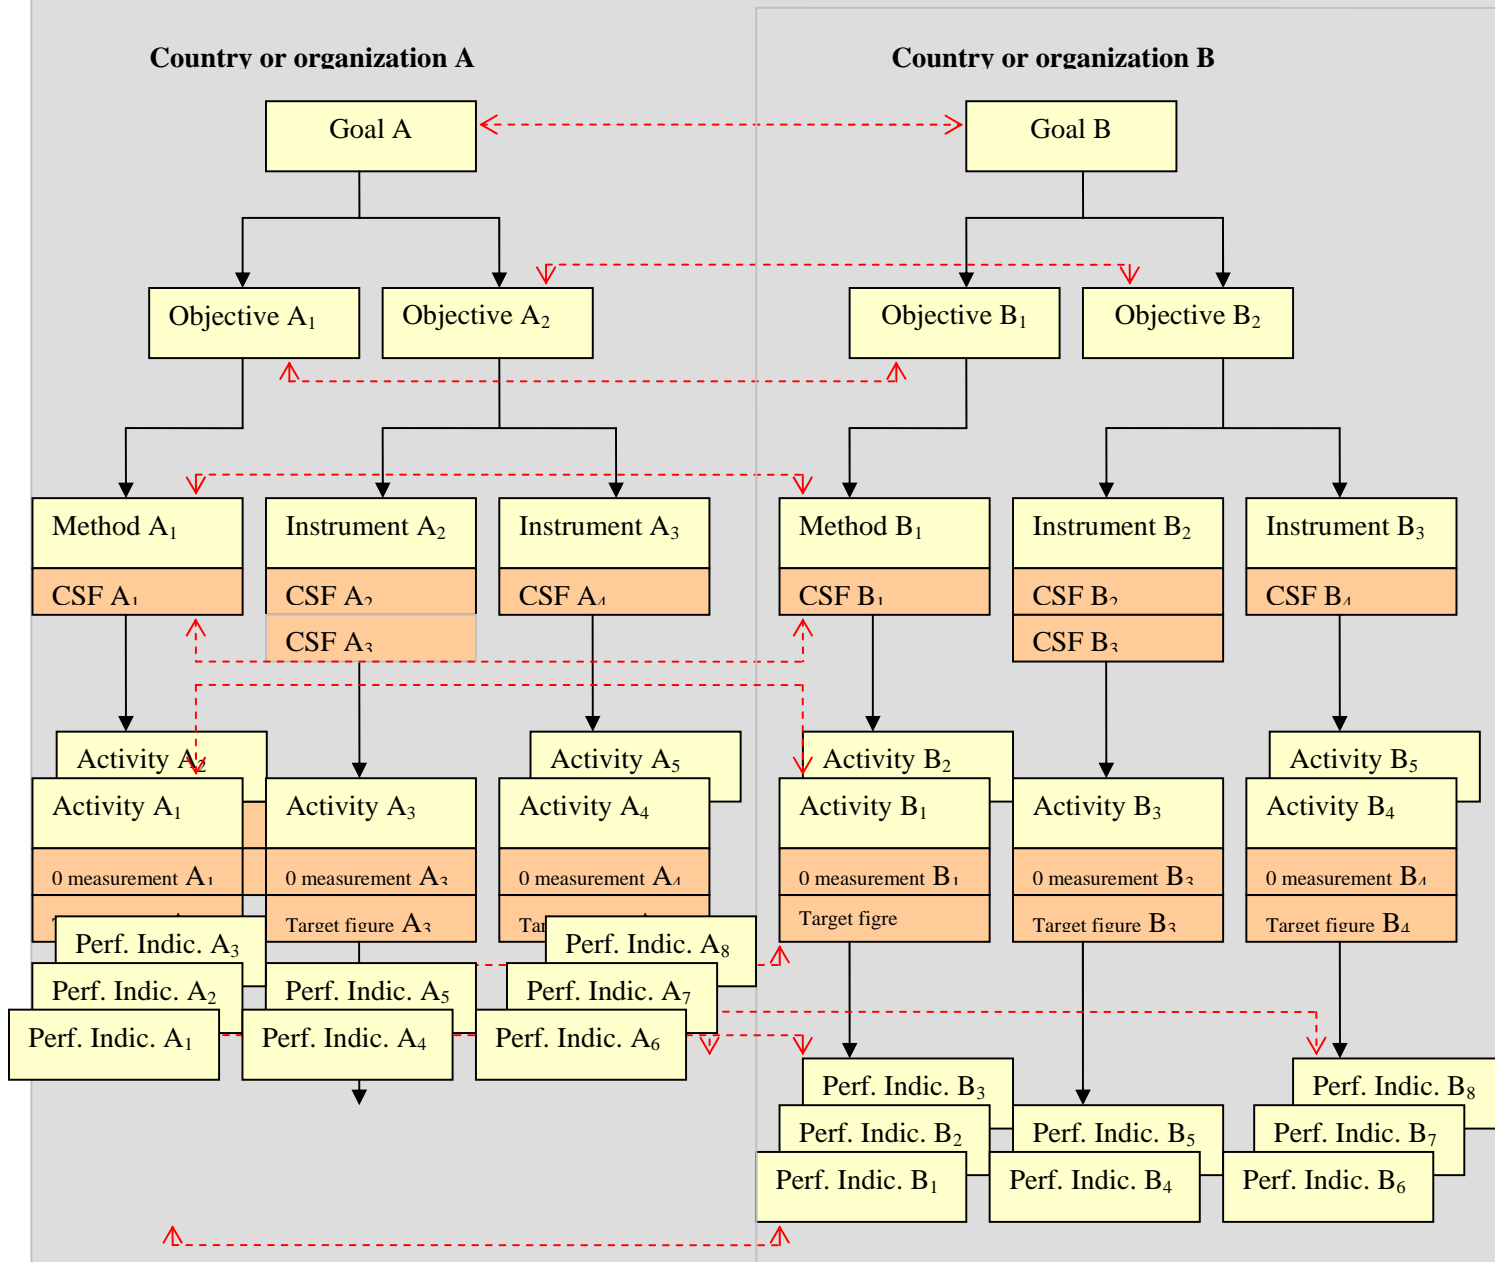 Country or organization A
Country or organization B
Goal A
Goal B
Objective A₁
Objective A₂
Objective B₁
Objective B₂
Method A₁
Instrument A₂
Instrument A₃
Method B₁
Instrument B₂
Instrument B₃
CSF A₁
CSF A₂
CSF A₄
CSF B₁
CSF B₂
CSF B₄
CSF A₃
CSF B₃
Activity A₂
Activity A₅
Activity B₂
Activity B₅
Activity A₁
Activity A₃
Activity A₄
Activity B₁
Activity B₃
Activity B₄
0 measurement A₁
0 measurement A₃
0 measurement A₄
0 measurement B₁
0 measurement B₃
0 measurement B₄
Target figure A₃
Target figre
Target figure B₃
Target figure B₄
Perf. Indic. A₃
Perf. Indic. A₈
Perf. Indic. A₂
Perf. Indic. A₅
Perf. Indic. A₇
Perf. Indic. A₁
Perf. Indic. A₄
Perf. Indic. A₆
Perf. Indic. B₃
Perf. Indic. B₈
Perf. Indic. B₂
Perf. Indic. B₅
Perf. Indic. B₇
Perf. Indic. B₁
Perf. Indic. B₄
Perf. Indic. B₆